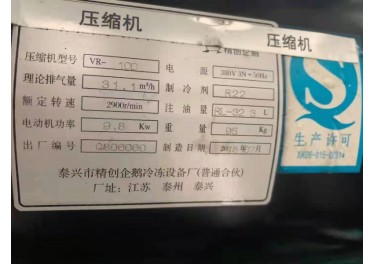 压缩机
精创企鹅
压缩机
压缩机型号 VR- 100 电 源 380V 3N~50Hz
理论排气量 31.1 m³/h 制冷剂 R22
额定转速 2900r/min 注油量 L
电动机功率 9.8 Kw 重量 95 Kg
出厂编号 制造日期
泰兴市精创企鹅冷冻设备厂(普通合伙)
厂址:江苏 泰州 泰兴
生产许可